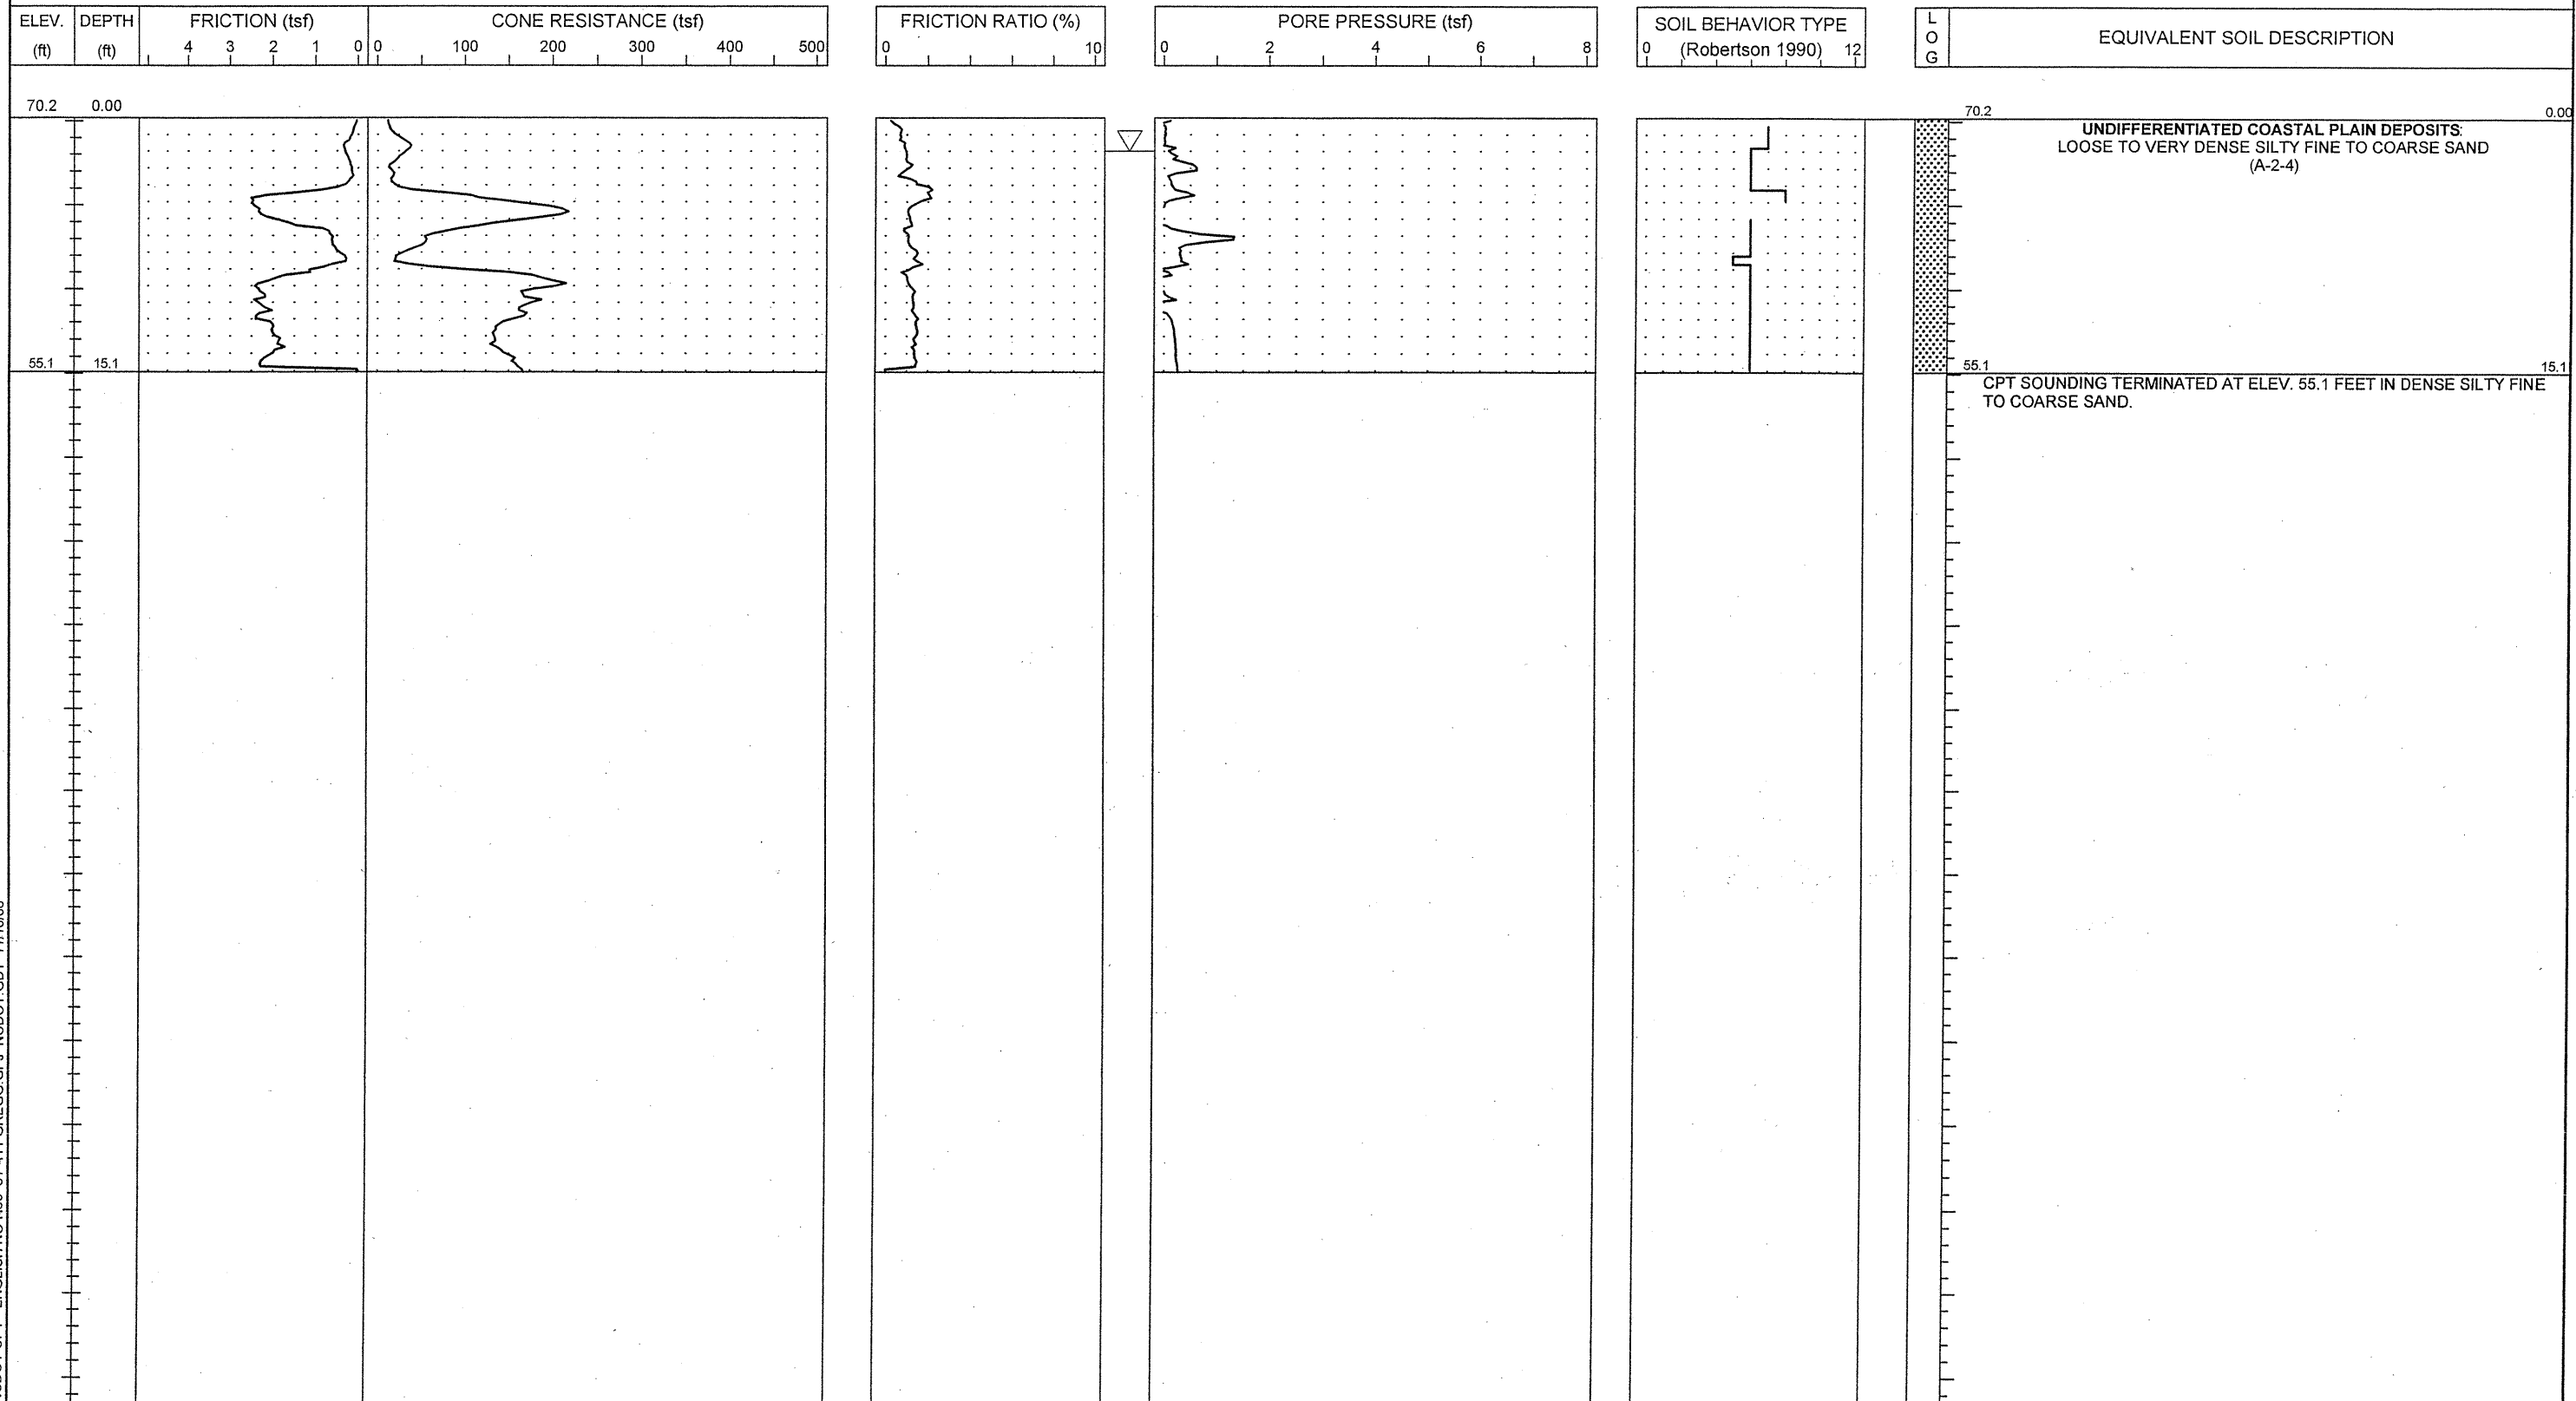 ELEV. DEPTH FRICTION (tsf) CONE RESISTANCE (tsf) FRICTION RATIO (%) PORE PRESSURE (tsf) SOIL BEHAVIOR TYPE L
(ft) (ft) 4 3 2 1 0 0 100 200 300 400 500 0 10 0 2 4 6 8 (Robertson 1990) O EQUIVALENT SOIL DESCRIPTION
0 12 G
70.2 0.00 70.2 0.00
UNDIFFERENTIATED COASTAL PLAIN DEPOSITS:
LOOSE TO VERY DENSE SILTY FINE TO COARSE SAND
(A-2-4)
55.1 15.1 55.1 15.1
CPT SOUNDING TERMINATED AT ELEV. 55.1 FEET IN DENSE SILTY FINE
TO COARSE SAND.